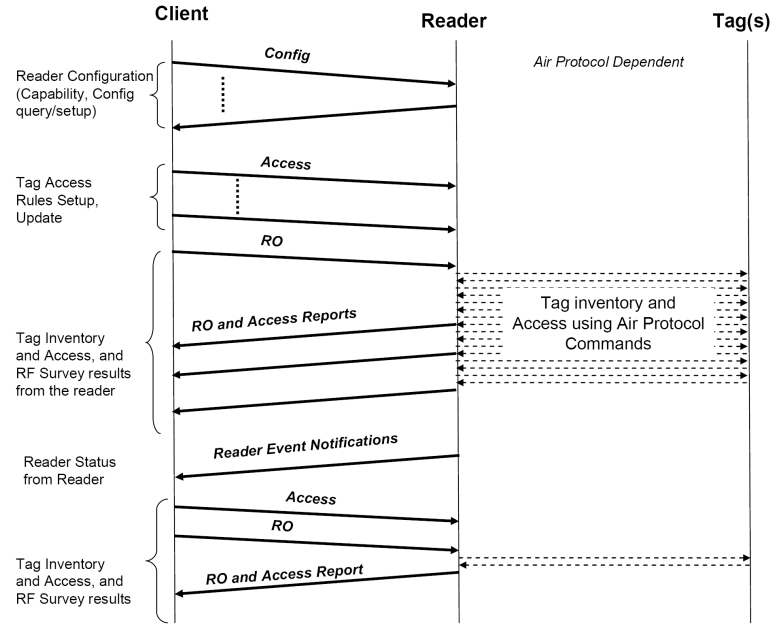 Client
Reader
Tag(s)
Config
Air Protocol Dependent
Reader Configuration
(Capability, Config
query/setup)
Access
Tag Access
Rules Setup,
Update
RO
Tag inventory and
Access using Air Protocol
Commands
RO and Access Reports
Tag Inventory
and Access, and
RF Survey results
from the reader
Reader Event Notifications
Reader Status
from Reader
Access
RO
Tag Inventory
and Access, and
RF Survey results
RO and Access Report